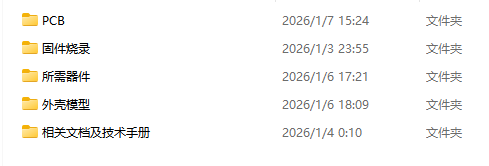 PCB 2026/1/7 15:24 文件夹
固件烧录 2026/1/3 23:55 文件夹
所需器件 2026/1/6 17:21 文件夹
外壳模型 2026/1/6 18:09 文件夹
相关文档及技术手册 2026/1/4 0:10 文件夹